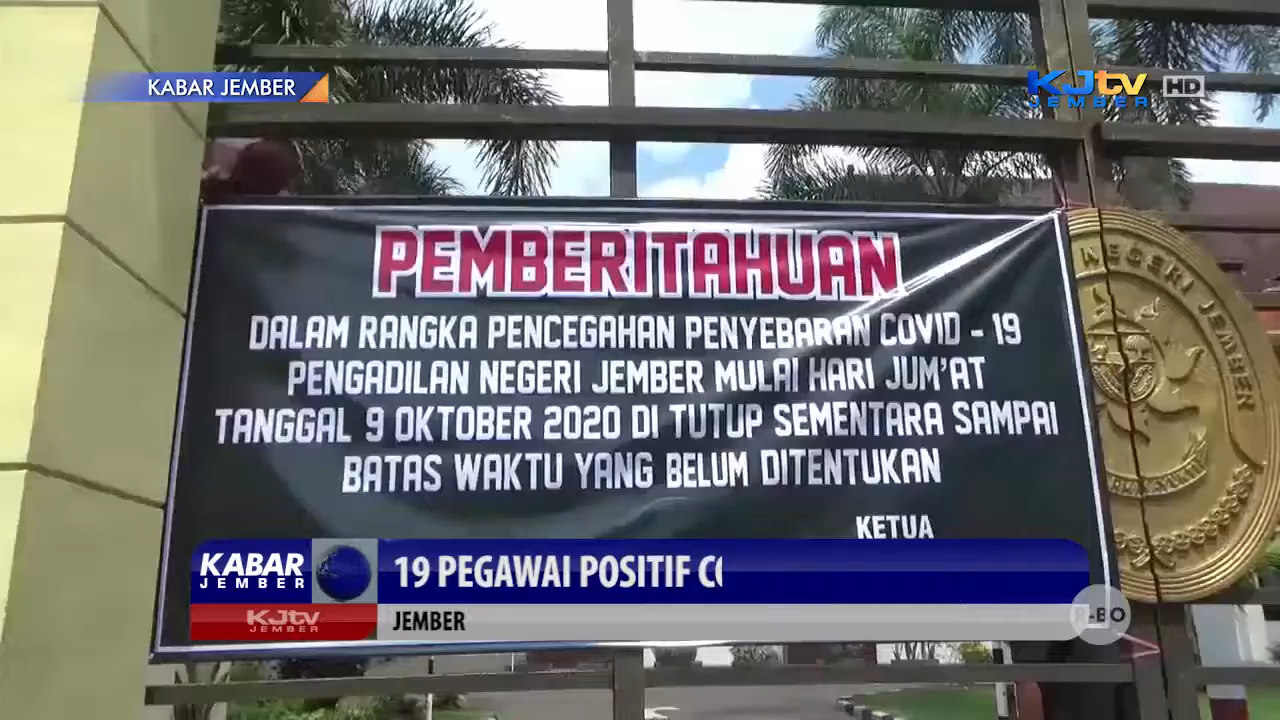 KABAR JEMBER
KJtv
JEMBER
HD
PEMBERITAHUAN
DALAM RANGKA PENCEGAHAN PENYEBARAN COVID - 19
PENGADILAN NEGERI JEMBER MULAI HARI JUM'AT
TANGGAL 9 OKTOBER 2020 DI TUTUP SEMENTARA SAMPAI
BATAS WAKTU YANG BELUM DITENTUKAN
KETUA
NEGERI JEMBER
KABAR
JEMBER
19 PEGAWAI POSITIF
KJtv
JEMBER
JEMBER